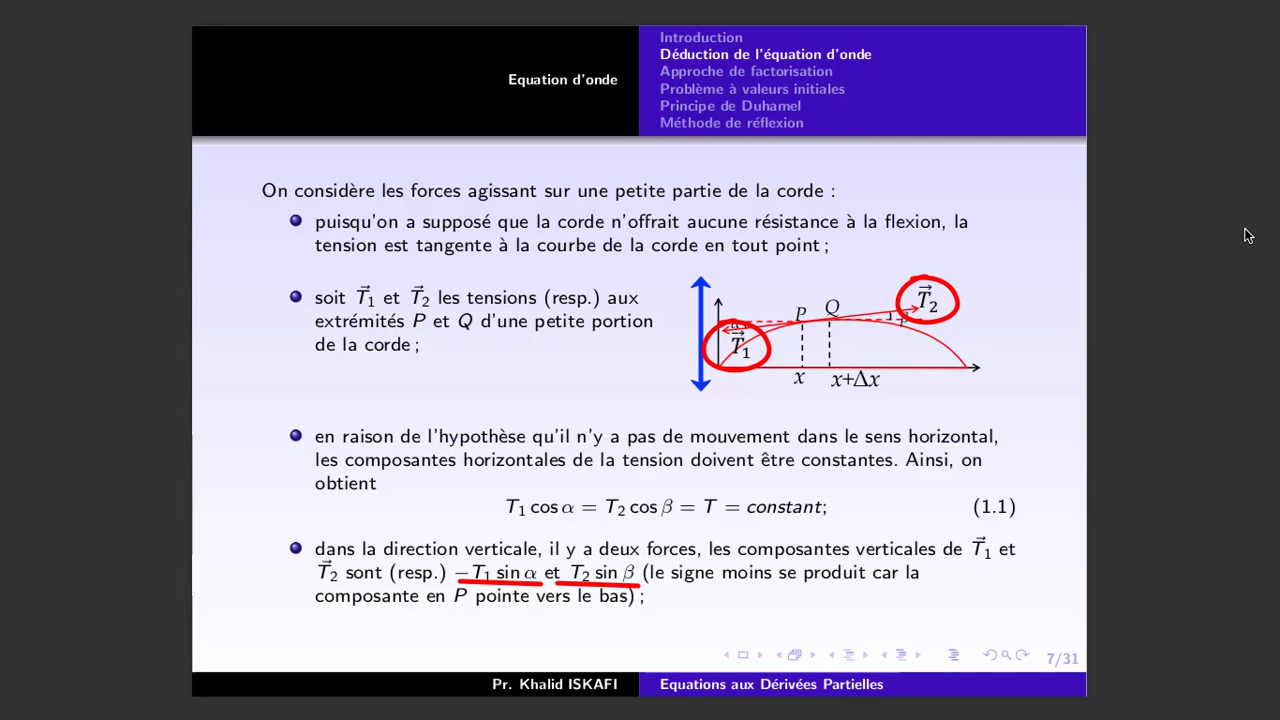 Equation d'onde
Introduction
Déduction de l'équation d'onde
Approche de factorisation
Problème à valeurs initiales
Principe de Duhamel
Méthode de réflexion
On considère les forces agissant sur une petite partie de la corde :
puisqu'on a supposé que la corde n'offrait aucune résistance à la flexion, la
tension est tangente à la courbe de la corde en tout point ;
soit T⃗₁ et T⃗₂ les tensions (resp.) aux
extrémités P et Q d'une petite portion
de la corde ;
P Q T⃗₂
α β
T⃗₁
x x+Δx
en raison de l'hypothèse qu'il n'y a pas de mouvement dans le sens horizontal,
les composantes horizontales de la tension doivent être constantes. Ainsi, on
obtient
T₁ cos α = T₂ cos β = T = constant; (1.1)
dans la direction verticale, il y a deux forces, les composantes verticales de T⃗₁ et
T⃗₂ sont (resp.) −T₁ sin α et T₂ sin β (le signe moins se produit car la
composante en P pointe vers le bas) ;
7/31
Pr. Khalid ISKAFI
Equations aux Dérivées Partielles